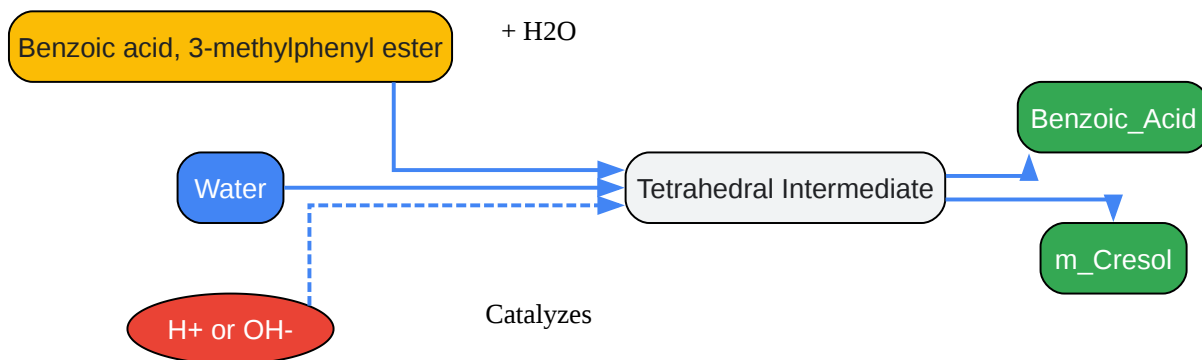 Benzoic acid, 3-methylphenyl ester
+ H2O
Benzoic_Acid
Water
Tetrahedral Intermediate
m_Cresol
H+ or OH-
Catalyzes